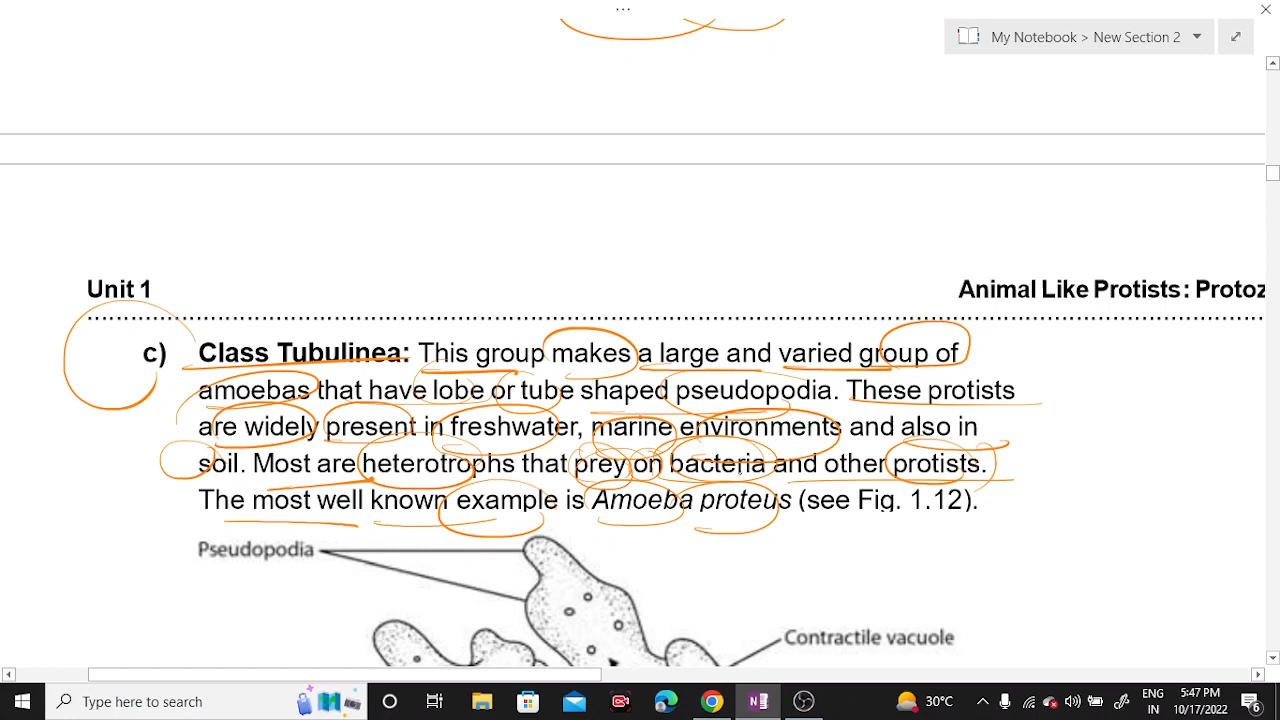 ...
My Notebook > New Section 2
Unit 1
Animal Like Protists : Protoz
c) Class Tubulinea: This group makes a large and varied group of
amoebas that have lobe or tube shaped pseudopodia. These protists
are widely present in freshwater, marine environments and also in
soil. Most are heterotrophs that prey on bacteria and other protists.
The most well known example is Amoeba proteus (see Fig. 1.12).
Pseudopodia
Contractile vacuole
Type here to search
30°C
ENG
IN
5:47 PM
10/17/2022
6